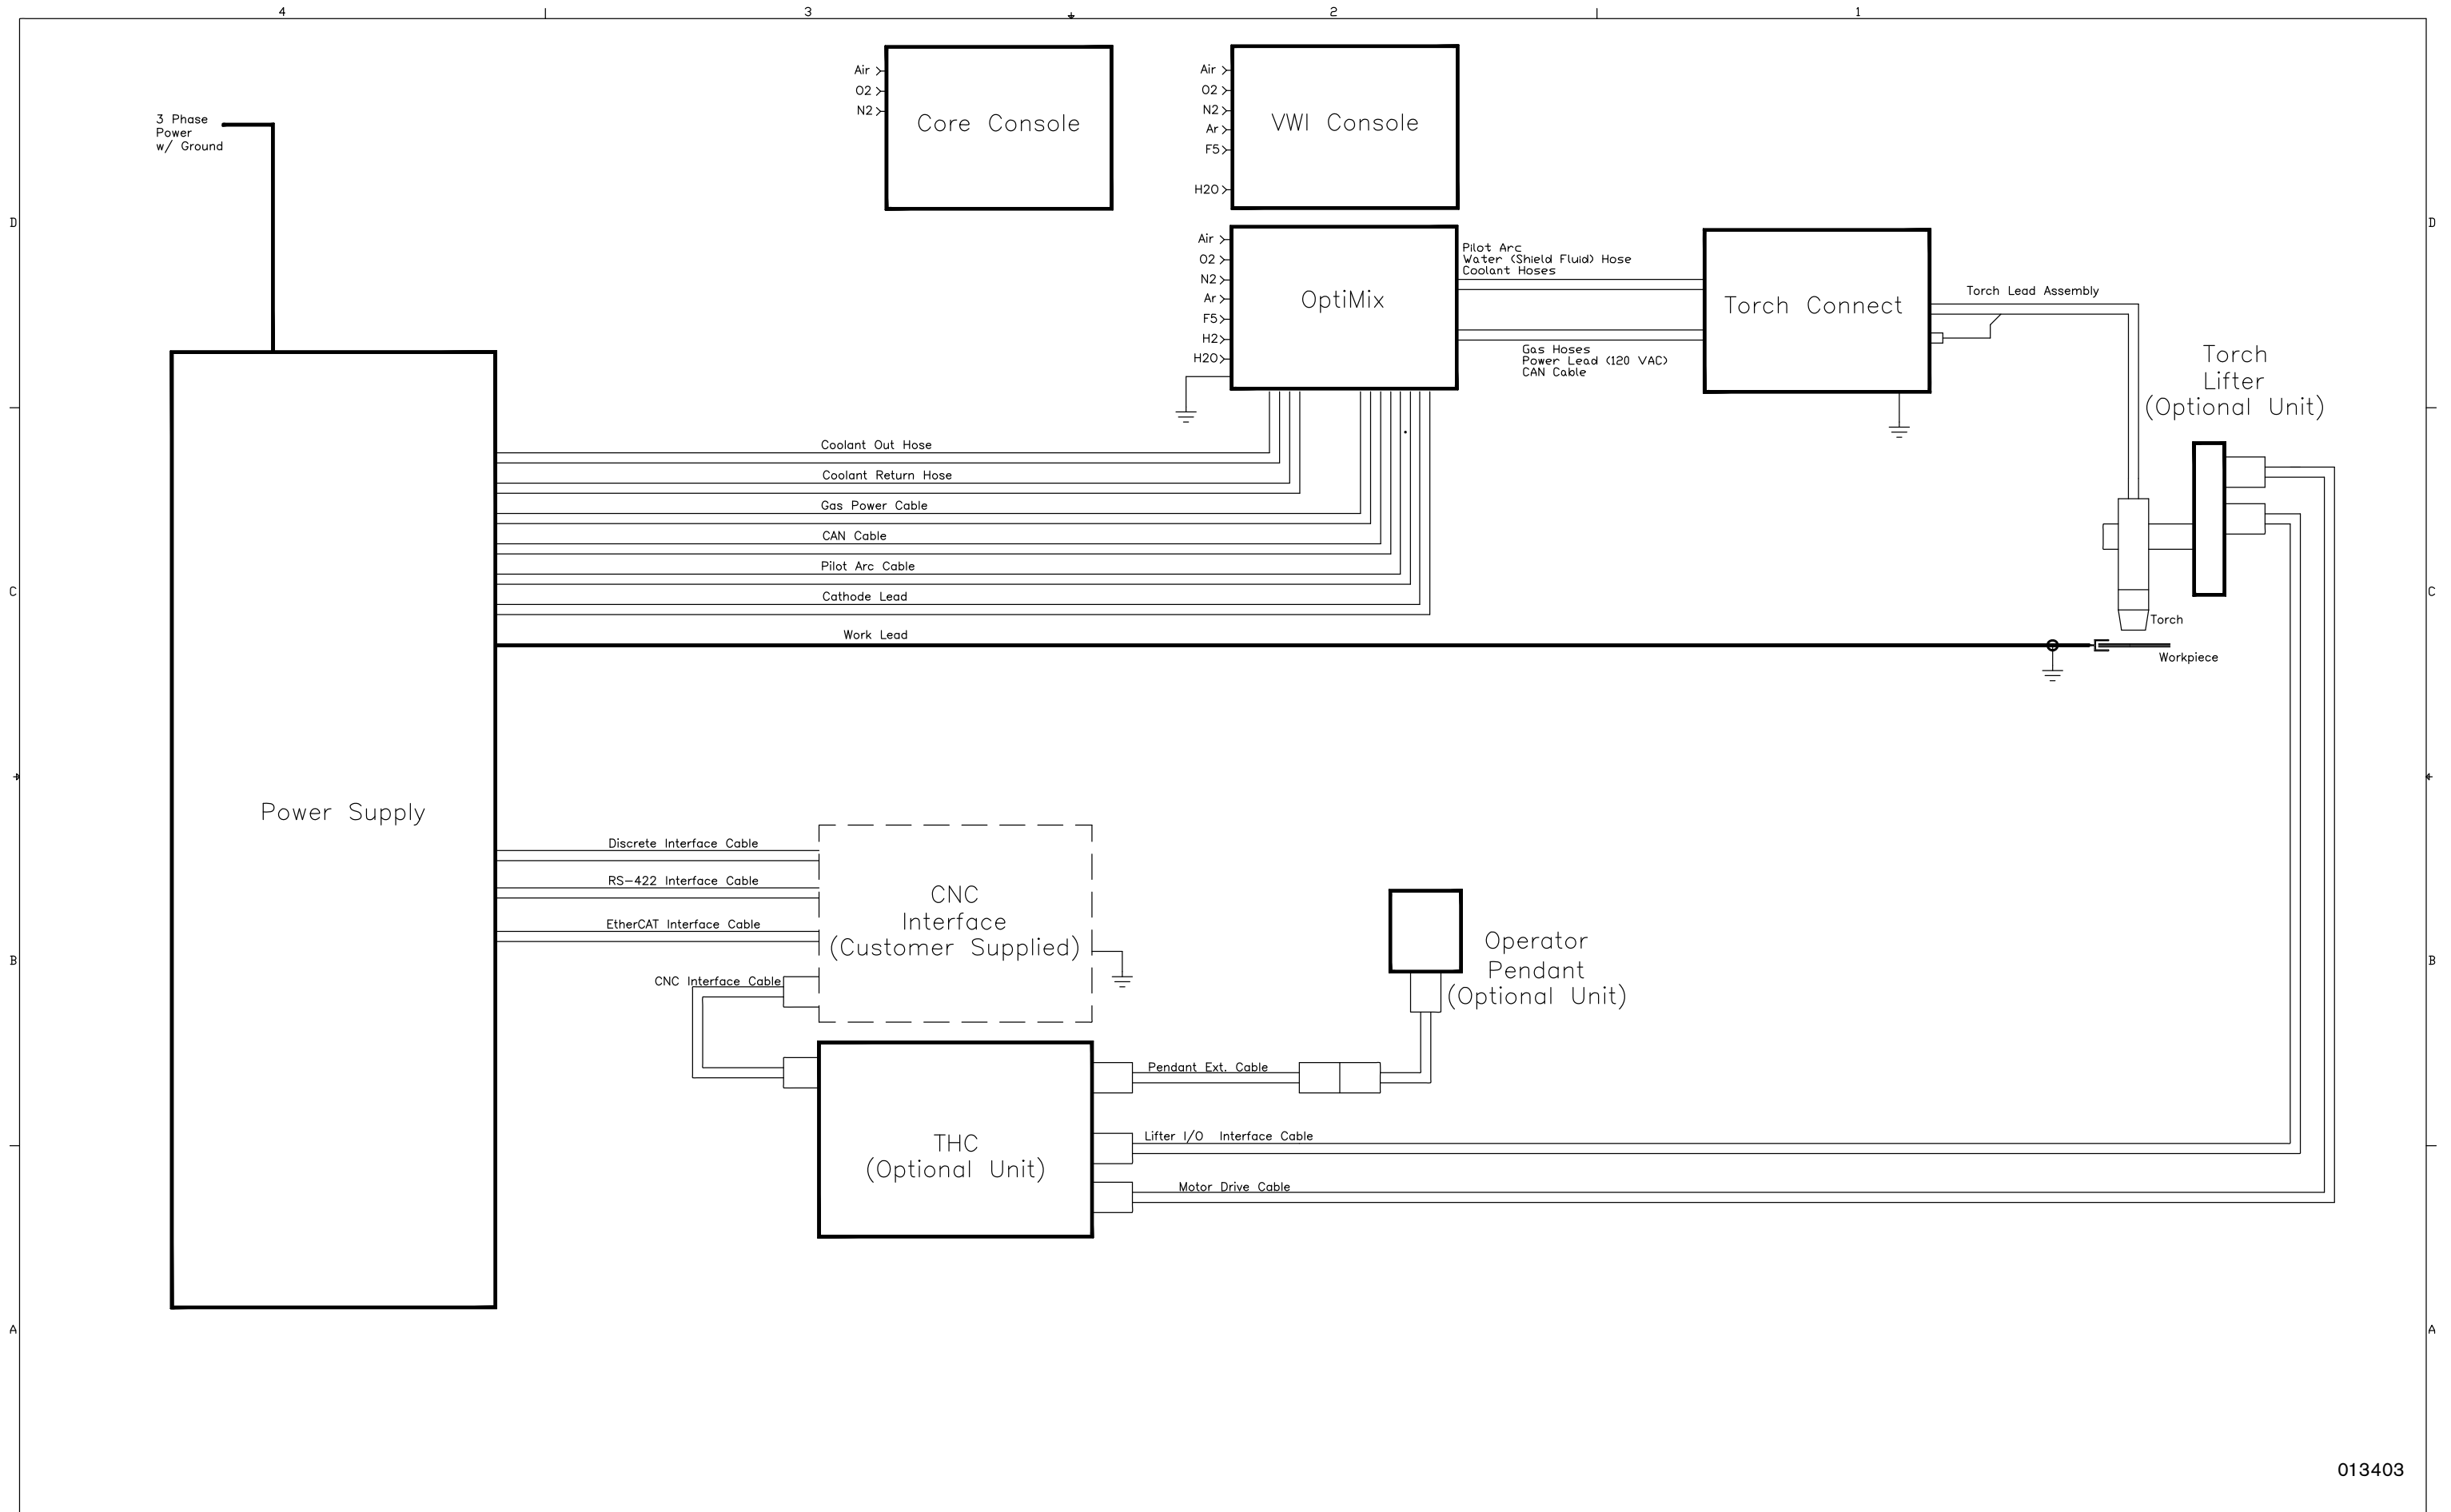 4 3 2 1
Air
O2
N2
Core Console
Air
O2
N2
Ar
F5
H2O
VWI Console
3 Phase
Power
w/ Ground
D
D
Air
O2
N2
Ar
F5
H2
H2O
OptiMix
Pilot Arc
Water (Shield Fluid) Hose
Coolant Hoses
Gas Hoses
Power Lead (120 VAC)
CAN Cable
Torch Connect
Torch Lead Assembly
Torch
Lifter
(Optional Unit)
Coolant Out Hose
Coolant Return Hose
Gas Power Cable
CAN Cable
Pilot Arc Cable
Cathode Lead
Work Lead
C
C
Torch
Workpiece
Power Supply
Discrete Interface Cable
RS-422 Interface Cable
EtherCAT Interface Cable
CNC Interface Cable
CNC
Interface
(Customer Supplied)
Operator
Pendant
(Optional Unit)
B
B
Pendant Ext. Cable
Lifter I/O Interface Cable
Motor Drive Cable
THC
(Optional Unit)
A
A
013403